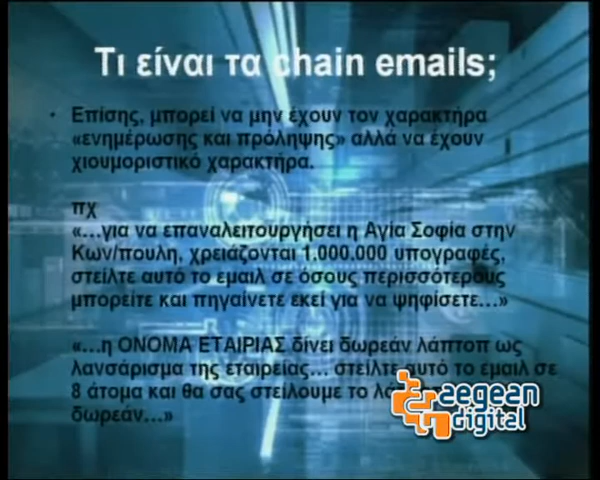 Τι είναι τα chain emails;
• Επίσης, μπορεί να μην έχουν τον χαρακτήρα
«ενημέρωσης και πρόληψης» αλλά να έχουν
χιουμοριστικό χαρακτήρα.
πχ
«…για να επαναλειτουργήσει η Αγία Σοφία στην
Κων/πουλη, χρειάζονται 1.000.000 υπογραφές,
στείλτε αυτό το εμαιλ σε όσους περισσότερους
μπορείτε και πηγαίνετε εκεί για να ψηφίσετε…»
«…η ΟΝΟΜΑ ΕΤΑΙΡΙΑΣ δίνει δωρεάν λάπτοπ ως
λανσάρισμα της εταιρείας… στείλτε αυτό το εμαιλ σε
8 άτομα και θα σας στείλουμε το
δωρεάν…»
aegean
digital